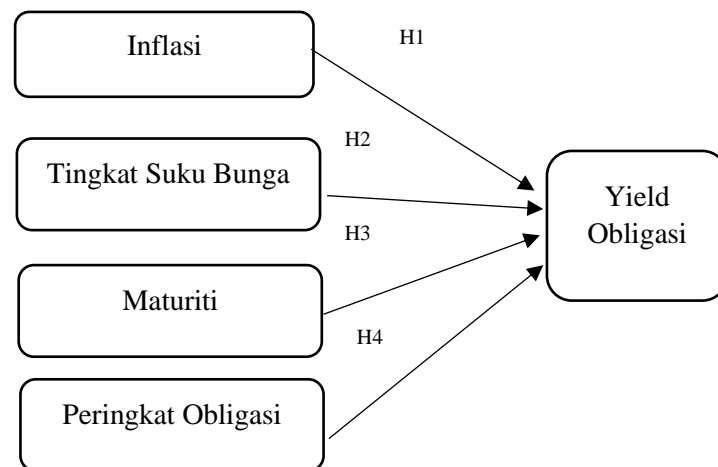 Inflasi
H1
H2
Tingkat Suku Bunga
Yield
Obligasi
H3
Maturiti
H4
Peringkat Obligasi